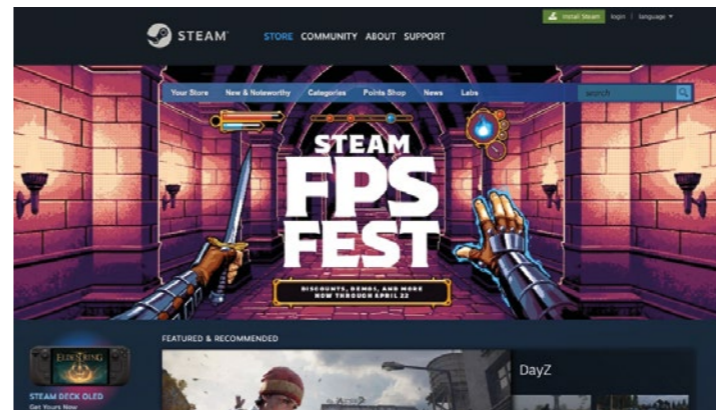 Install Steam login | language
STEAM
STORE COMMUNITY ABOUT SUPPORT
Your Store New & Noteworthy Categories Points Shop News Labs
search
STEAM
FPS
FEST
DISCOUNTS, DEMOS, AND MORE
NOW THROUGH APRIL 22
FEATURED & RECOMMENDED
ELDEN RING
DayZ
STEAM DECK OLED
Get Yours Now